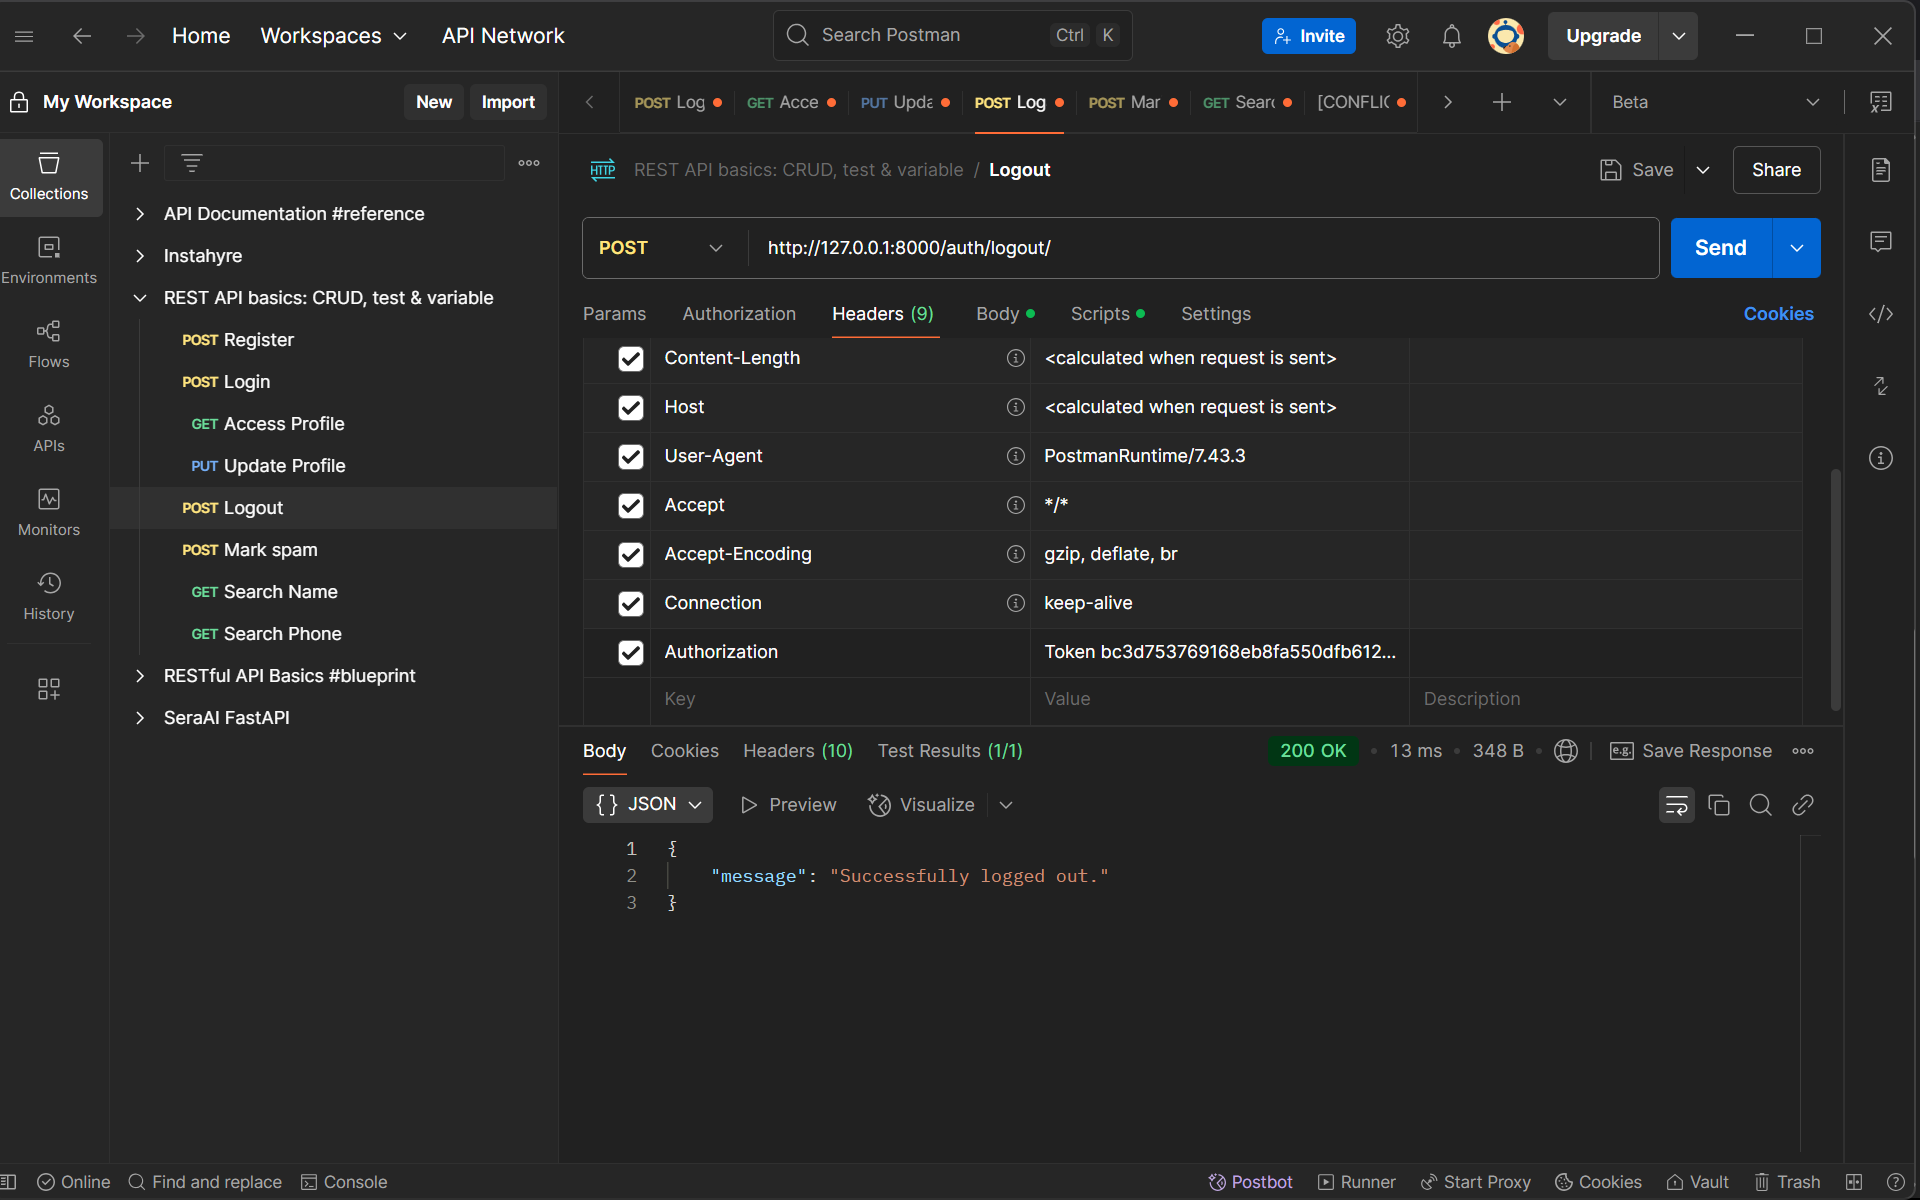 Home Workspaces API Network Search Postman Ctrl K Invite Upgrade
My Workspace New Import POST Log GET Acce PUT Upda POST Log POST Mar GET Searc [CONFLIC Beta
Collections
Environments
Flows
APIs
Monitors
History
API Documentation #reference
Instahyre
REST API basics: CRUD, test & variable
POST Register
POST Login
GET Access Profile
PUT Update Profile
POST Logout
POST Mark spam
GET Search Name
GET Search Phone
RESTful API Basics #blueprint
SeraAI FastAPI
HTTP REST API basics: CRUD, test & variable / Logout Save Share
POST http://127.0.0.1:8000/auth/logout/ Send
Params Authorization Headers (9) Body Scripts Settings Cookies
Content-Length <calculated when request is sent>
Host <calculated when request is sent>
User-Agent PostmanRuntime/7.43.3
Accept */*
Accept-Encoding gzip, deflate, br
Connection keep-alive
Authorization Token bc3d753769168eb8fa550dfb612...
Key Value Description
Body Cookies Headers (10) Test Results (1/1) 200 OK • 13 ms • 348 B • e.g. Save Response
{} JSON Preview Visualize
1 {
2 "message": "Successfully logged out."
3 }
Online Find and replace Console Postbot Runner Start Proxy Cookies Vault Trash